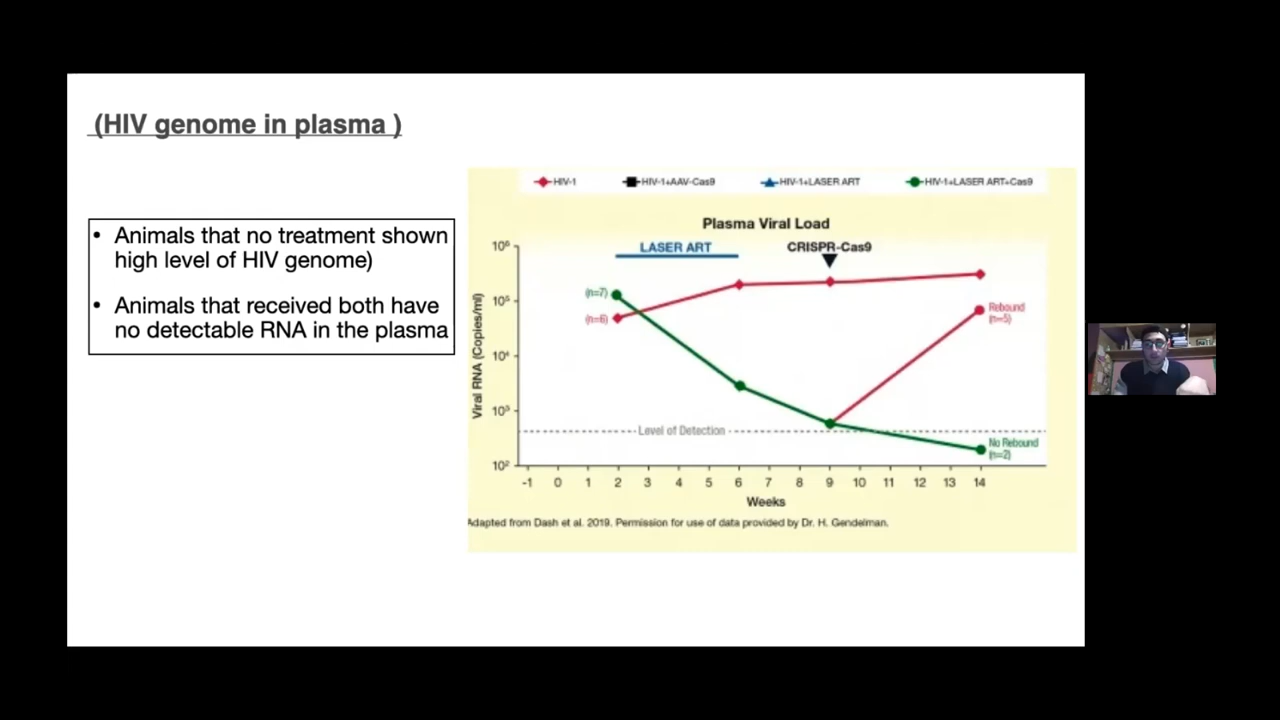 (HIV genome in plasma )
• Animals that no treatment shown
high level of HIV genome)
• Animals that received both have
no detectable RNA in the plasma
HIV-1 HIV-1+AAV-Cas9 HIV-1+LASER ART HIV-1+LASER ART+Cas9
Plasma Viral Load
LASER ART CRISPR-Cas9
Viral RNA (Copies/ml)
10⁶
10⁵
10⁴
10³
10²
(n=7)
(n=6)
Rebound
(n=5)
Level of Detection
No Rebound
(n=2)
-1 0 1 2 3 4 5 6 7 8 9 10 11 12 13 14
Weeks
Adapted from Dash et al. 2019. Permission for use of data provided by Dr. H. Gendelman.